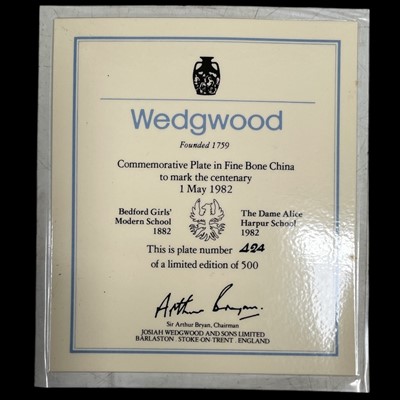 Wedgwood
Founded 1759
Commemorative Plate in Fine Bone China
to mark the centenary
1 May 1982
Bedford Girls'
Modern School
1882
The Dame Alice
Harpur School
1982
This is plate number 424
of a limited edition of 500
Arthur Bryan.
Sir Arthur Bryan, Chairman
JOSIAH WEDGWOOD AND SONS LIMITED
BARLASTON · STOKE-ON-TRENT · ENGLAND